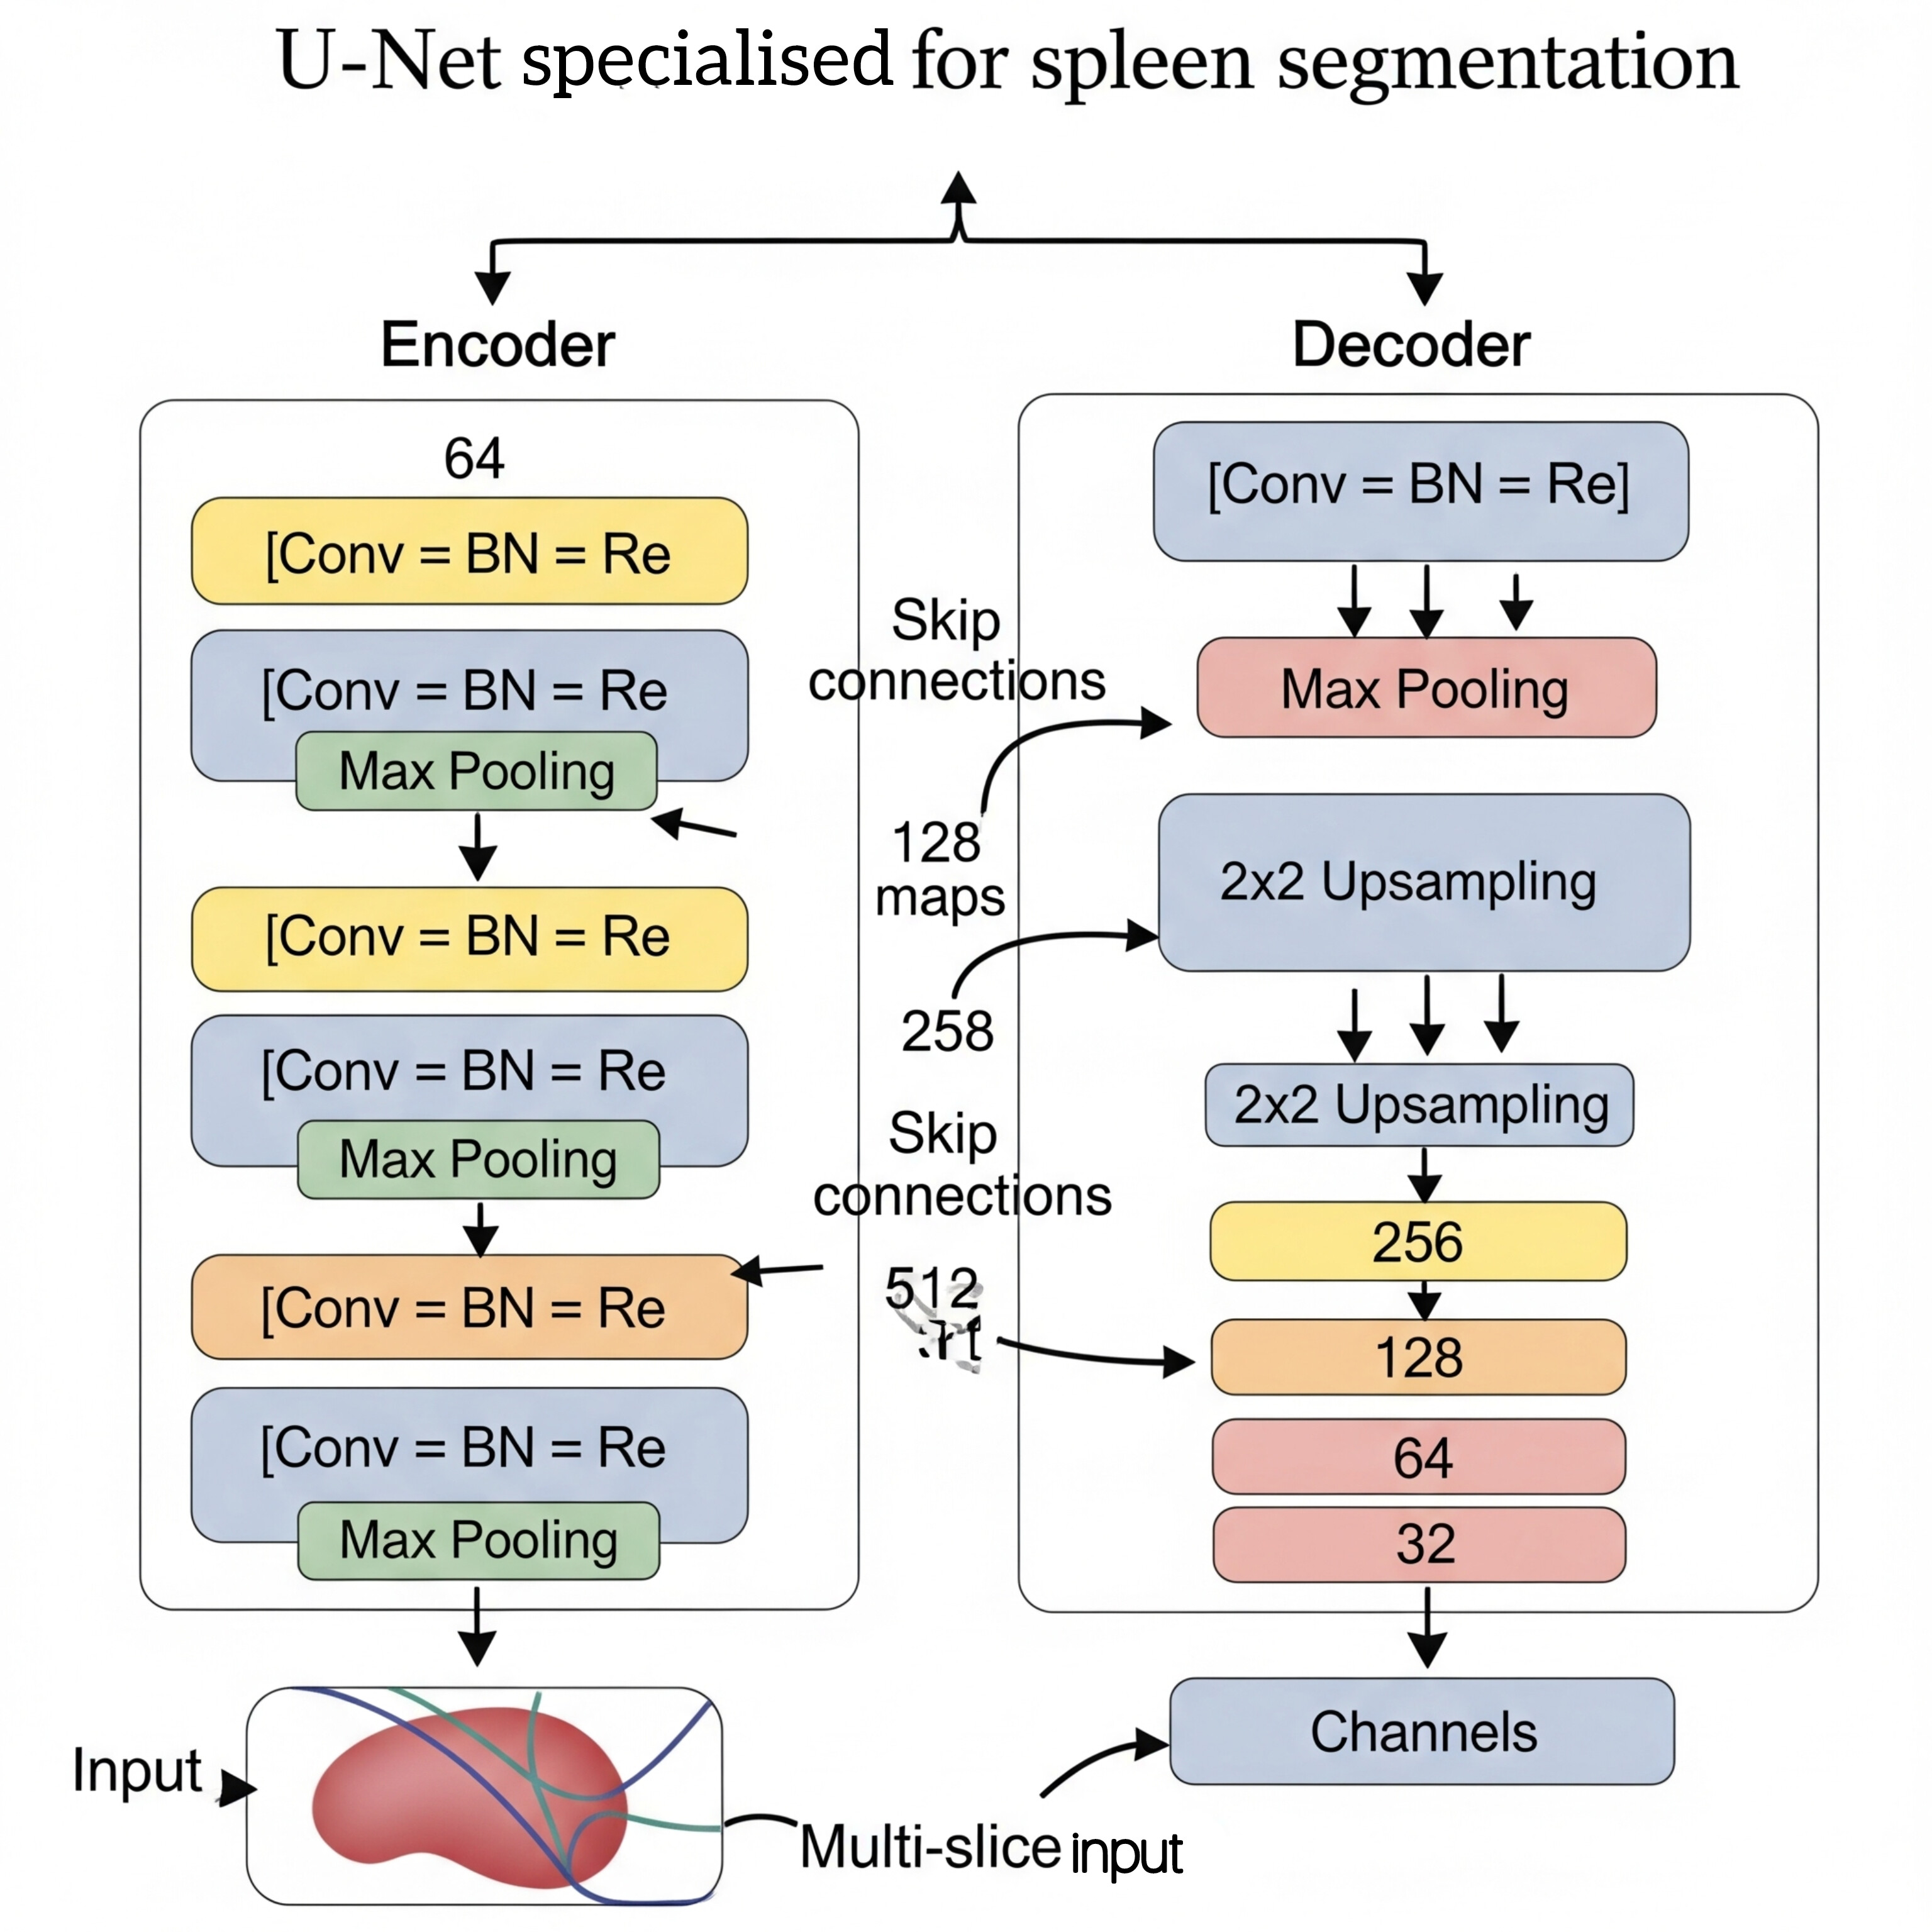 U-Net specialised for spleen segmentation
Encoder
64
[Conv = BN = Re
[Conv = BN = Re
Max Pooling
[Conv = BN = Re
[Conv = BN = Re
Max Pooling
[Conv = BN = Re
[Conv = BN = Re
Max Pooling
Skip
connections
128
maps
258
Skip
connections
512
Decoder
[Conv = BN = Re]
Max Pooling
2x2 Upsampling
2x2 Upsampling
256
128
64
32
Channels
Input
Multi-slice input